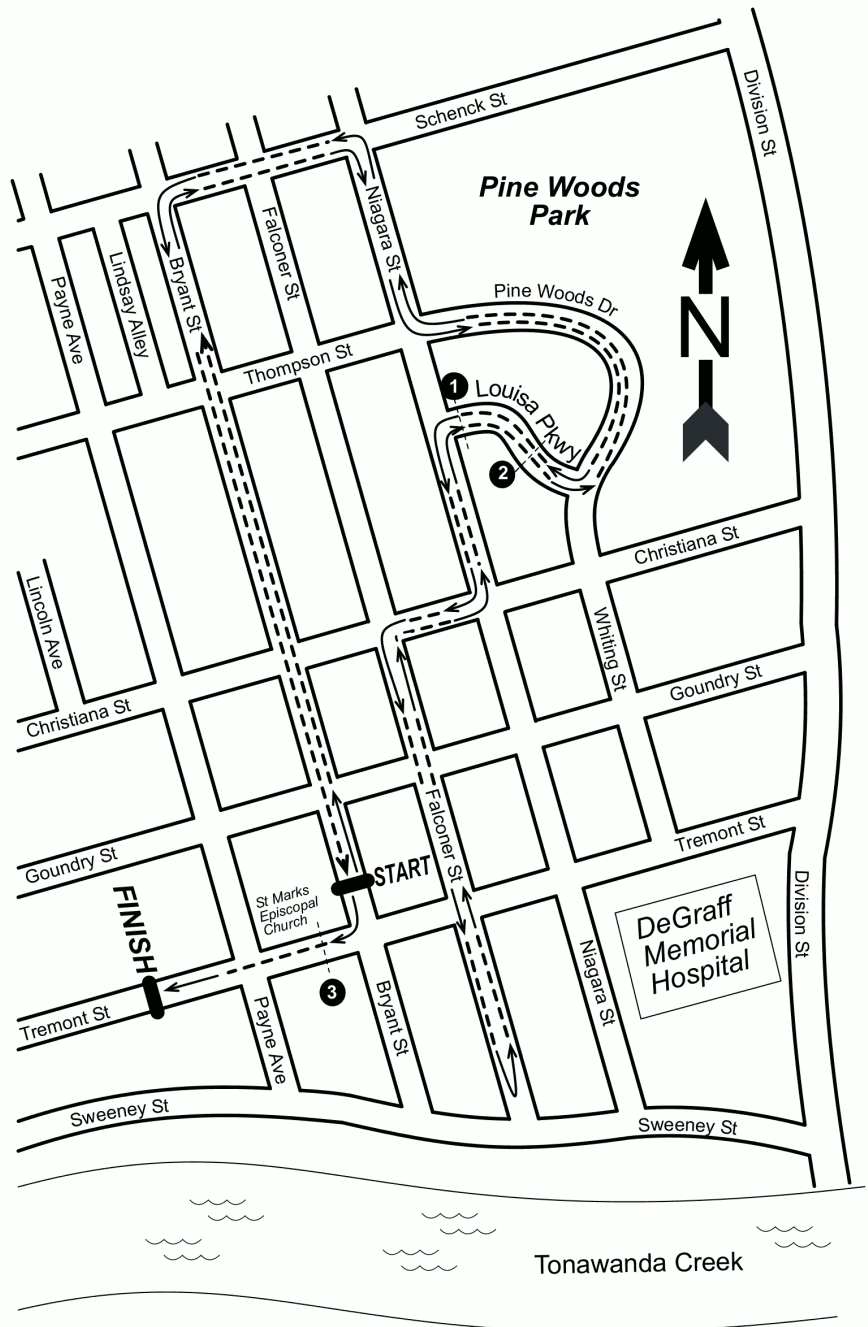 Schenck St
Division St
Pine Woods
Park
Niagara St
Falconer St
Bryant St
Lindsay Alley
Payne Ave
N
Pine Woods Dr
Thompson St
1
Louisa Pkwy
2
Christiana St
Lincoln Ave
Whiting St
Goundry St
Christiana St
Tremont St
Falconer St
Goundry St
START
St Marks
Episcopal
Church
FINISH
DeGraff
Memorial
Hospital
Division St
Niagara St
3
Bryant St
Payne Ave
Tremont St
Sweeney St
Sweeney St
Tonawanda Creek